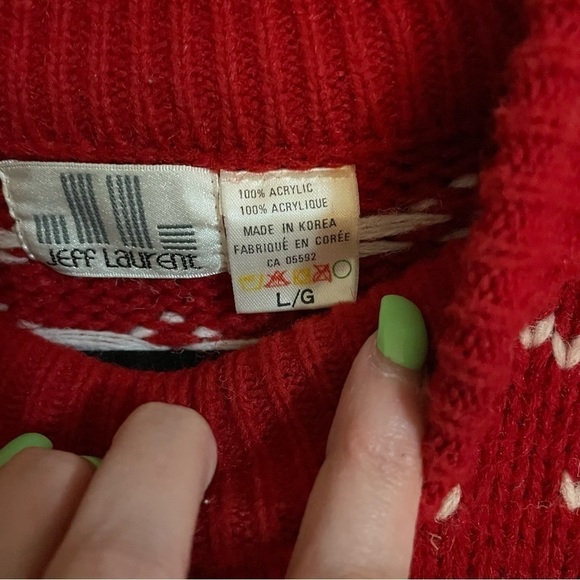 JEFF LAURENT
100% ACRYLIC
100% ACRYLIQUE
MADE IN KOREA
FABRIQUÉ EN CORÉE
CA 05592
L/G